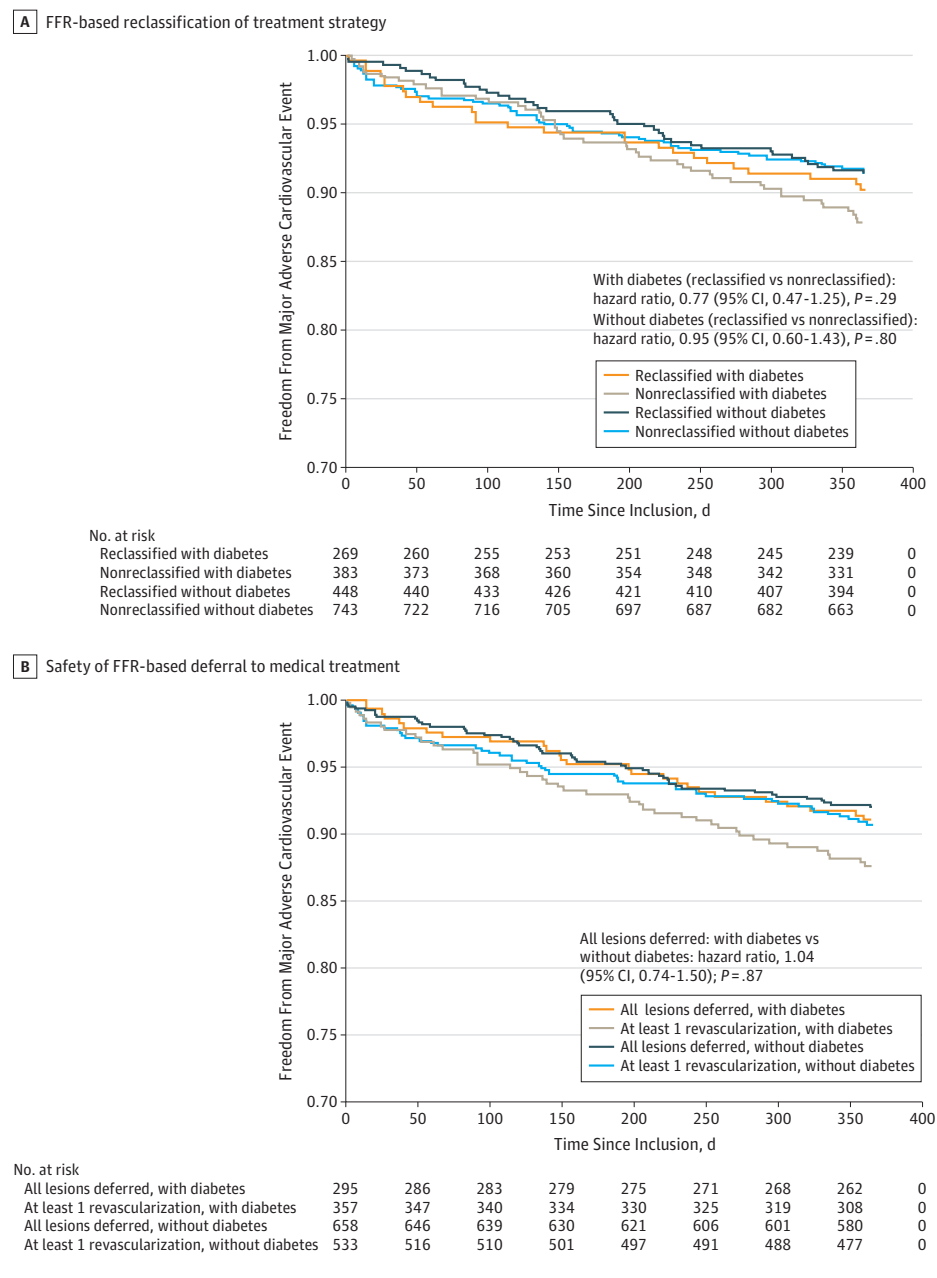 A FFR-based reclassification of treatment strategy
Freedom From Major Adverse Cardiovascular Event
1.00
0.95
0.90
0.85
0.80
0.75
0.70
With diabetes (reclassified vs nonreclassified):
hazard ratio, 0.77 (95% CI, 0.47-1.25), P = .29
Without diabetes (reclassified vs nonreclassified):
hazard ratio, 0.95 (95% CI, 0.60-1.43), P = .80
Reclassified with diabetes
Nonreclassified with diabetes
Reclassified without diabetes
Nonreclassified without diabetes
0 50 100 150 200 250 300 350 400
Time Since Inclusion, d
No. at risk
Reclassified with diabetes 269 260 255 253 251 248 245 239 0
Nonreclassified with diabetes 383 373 368 360 354 348 342 331 0
Reclassified without diabetes 448 440 433 426 421 410 407 394 0
Nonreclassified without diabetes 743 722 716 705 697 687 682 663 0
B Safety of FFR-based deferral to medical treatment
Freedom From Major Adverse Cardiovascular Event
1.00
0.95
0.90
0.85
0.80
0.75
0.70
All lesions deferred: with diabetes vs
without diabetes: hazard ratio, 1.04
(95% CI, 0.74-1.50); P = .87
All lesions deferred, with diabetes
At least 1 revascularization, with diabetes
All lesions deferred, without diabetes
At least 1 revascularization, without diabetes
0 50 100 150 200 250 300 350 400
Time Since Inclusion, d
No. at risk
All lesions deferred, with diabetes 295 286 283 279 275 271 268 262 0
At least 1 revascularization, with diabetes 357 347 340 334 330 325 319 308 0
All lesions deferred, without diabetes 658 646 639 630 621 606 601 580 0
At least 1 revascularization, without diabetes 533 516 510 501 497 491 488 477 0